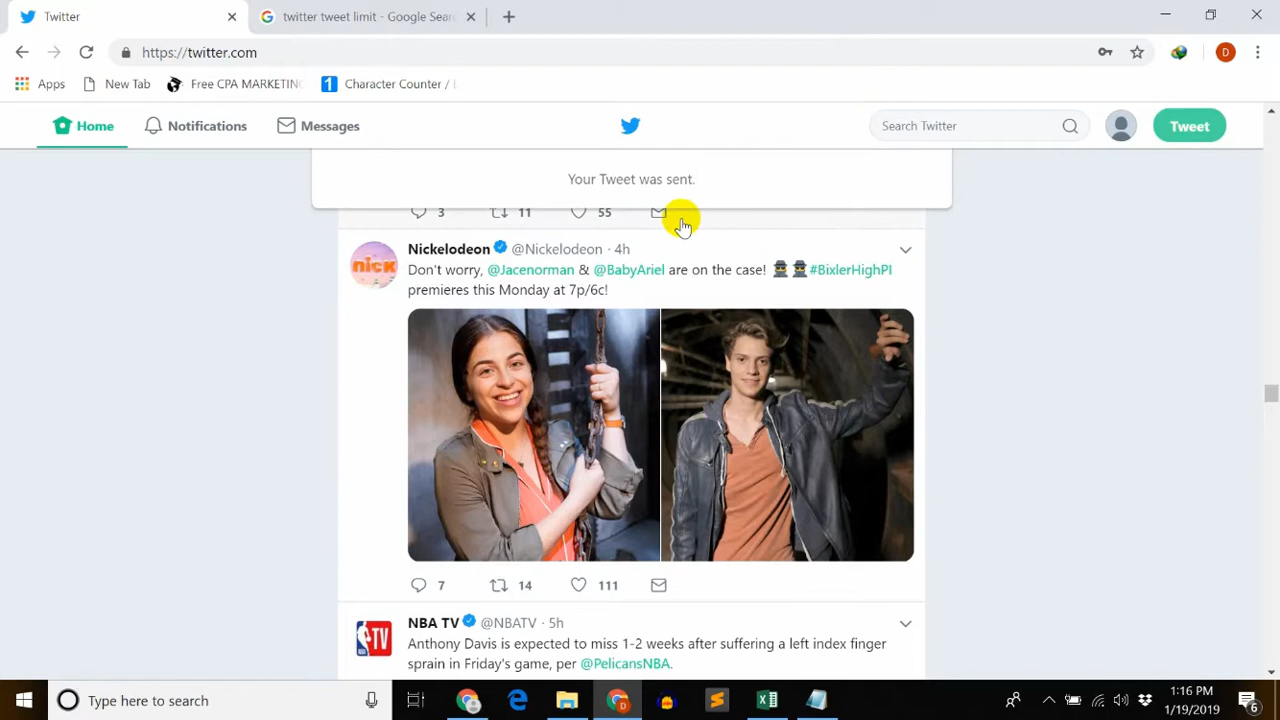 Twitter
twitter tweet limit - Google Sear
https://twitter.com
D
Apps
New Tab
Free CPA MARKETING
1
Character Counter / L
Home
Notifications
Messages
Search Twitter
Tweet
Your Tweet was sent.
3 11 55
nick
Nickelodeon @Nickelodeon · 4h
Don't worry, @Jacenorman & @BabyAriel are on the case! #BixlerHighPI
premieres this Monday at 7p/6c!
7 14 111
TV
NBA TV @NBATV · 5h
Anthony Davis is expected to miss 1-2 weeks after suffering a left index finger
sprain in Friday's game, per @PelicansNBA.
Type here to search
D
1:16 PM
1/19/2019
6